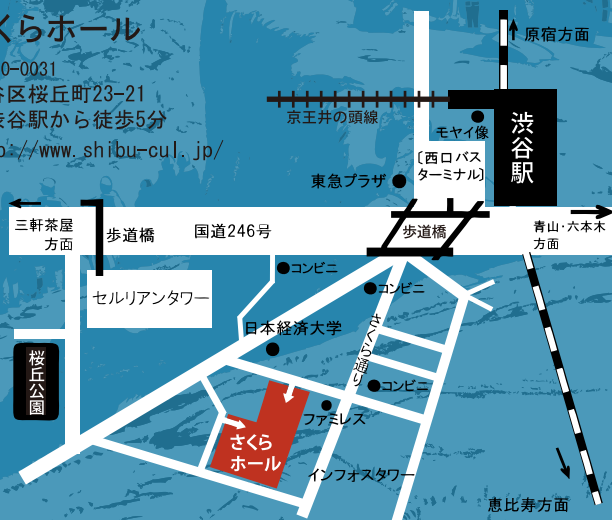 くらホール
0-0031
谷区桜丘町23-21
渋谷駅から徒歩5分
p://www.shibu-cul.jp/
原宿方面
京王井の頭線
モヤイ像
渋谷駅
〔西口バス
ターミナル〕
東急プラザ
三軒茶屋
方面
歩道橋
国道246号
歩道橋
青山・六本木
方面
コンビニ
セルリアンタワー
コンビニ
日本経済大学
さくら通り
桜丘公園
コンビニ
ファミレス
さくら
ホール
インフォスタワー
恵比寿方面